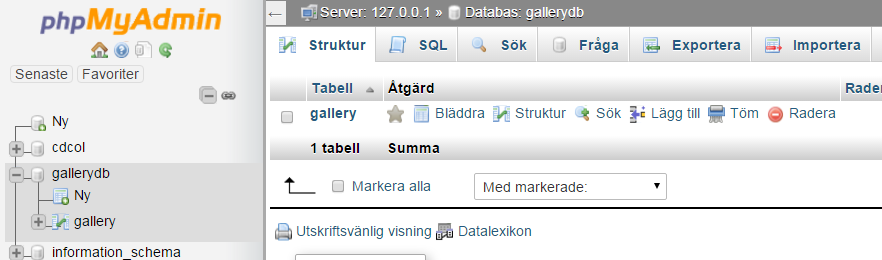 phpMyAdmin
Senaste Favoriter
Ny
cdcol
gallerydb
Ny
gallery
information_schema
Server: 127.0.0.1 » Databas: gallerydb
Struktur SQL Sök Fråga Exportera Importera
Tabell Åtgärd Rader
gallery Bläddra Struktur Sök Lägg till Töm Radera
1 tabell Summa
Markera alla Med markerade:
Utskriftsvänlig visning Datalexikon